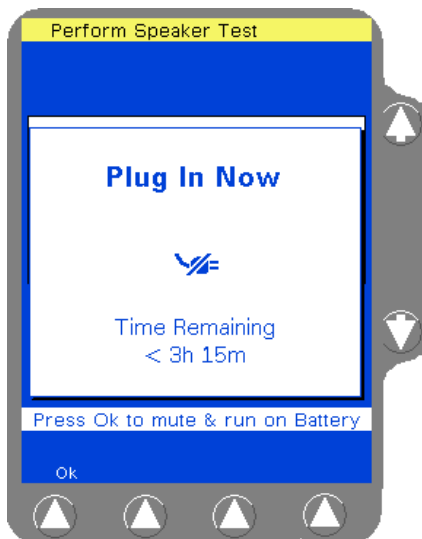 Perform Speaker Test
Plug In Now
Time Remaining
< 3h 15m
Press Ok to mute & run on Battery
Ok